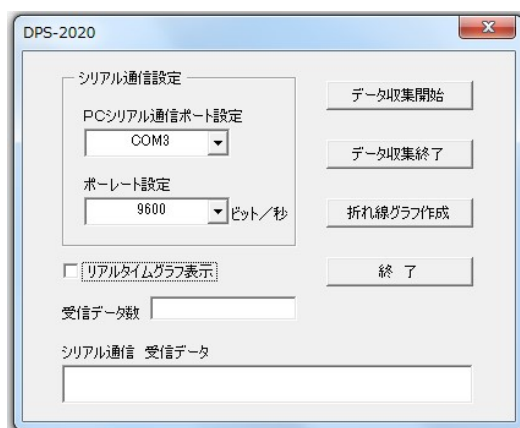 DPS-2020
シリアル通信設定
PCシリアル通信ポート設定
COM3
ボーレート設定
9600 ビット／秒
リアルタイムグラフ表示
受信データ数
シリアル通信 受信データ
データ収集開始
データ収集終了
折れ線グラフ作成
終 了